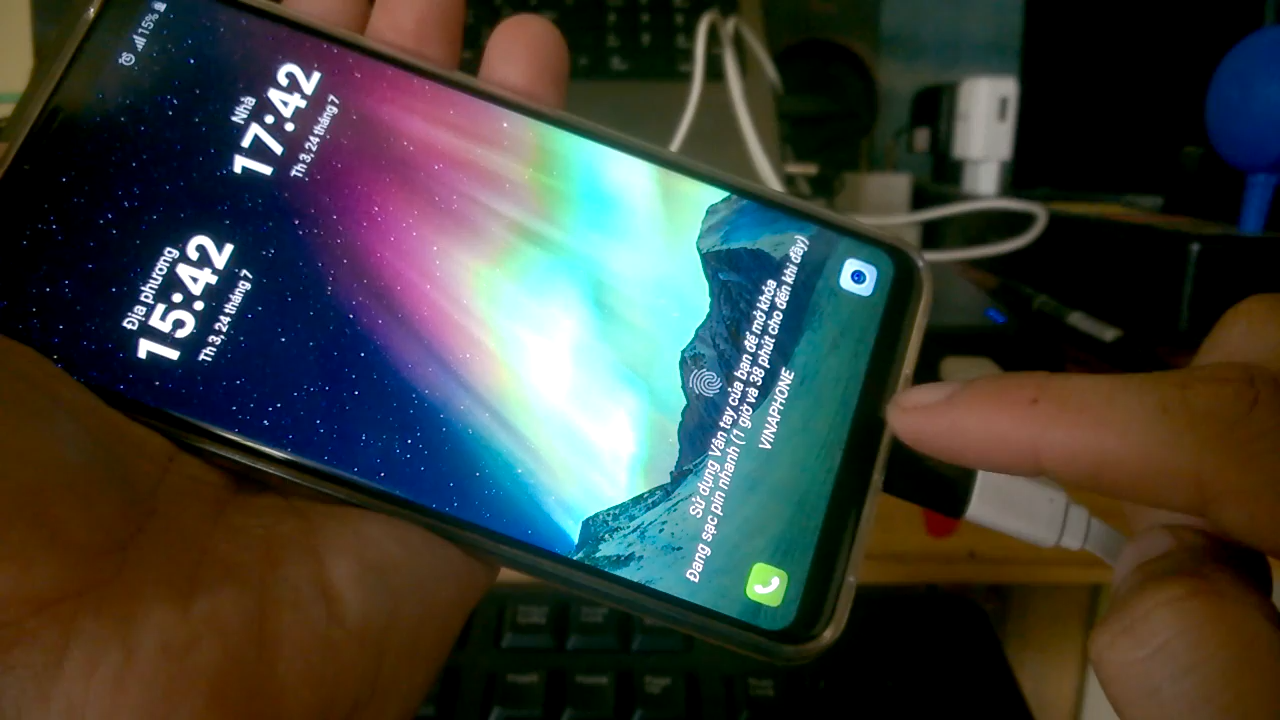 15%
Nhà
17:42
Th 3, 24 tháng 7
Địa phương
15:42
Th 3, 24 tháng 7
Sử dụng Vân tay của bạn để mở khóa
Đang sạc pin nhanh (1 giờ và 38 phút cho đến khi đầy)
VINAPHONE